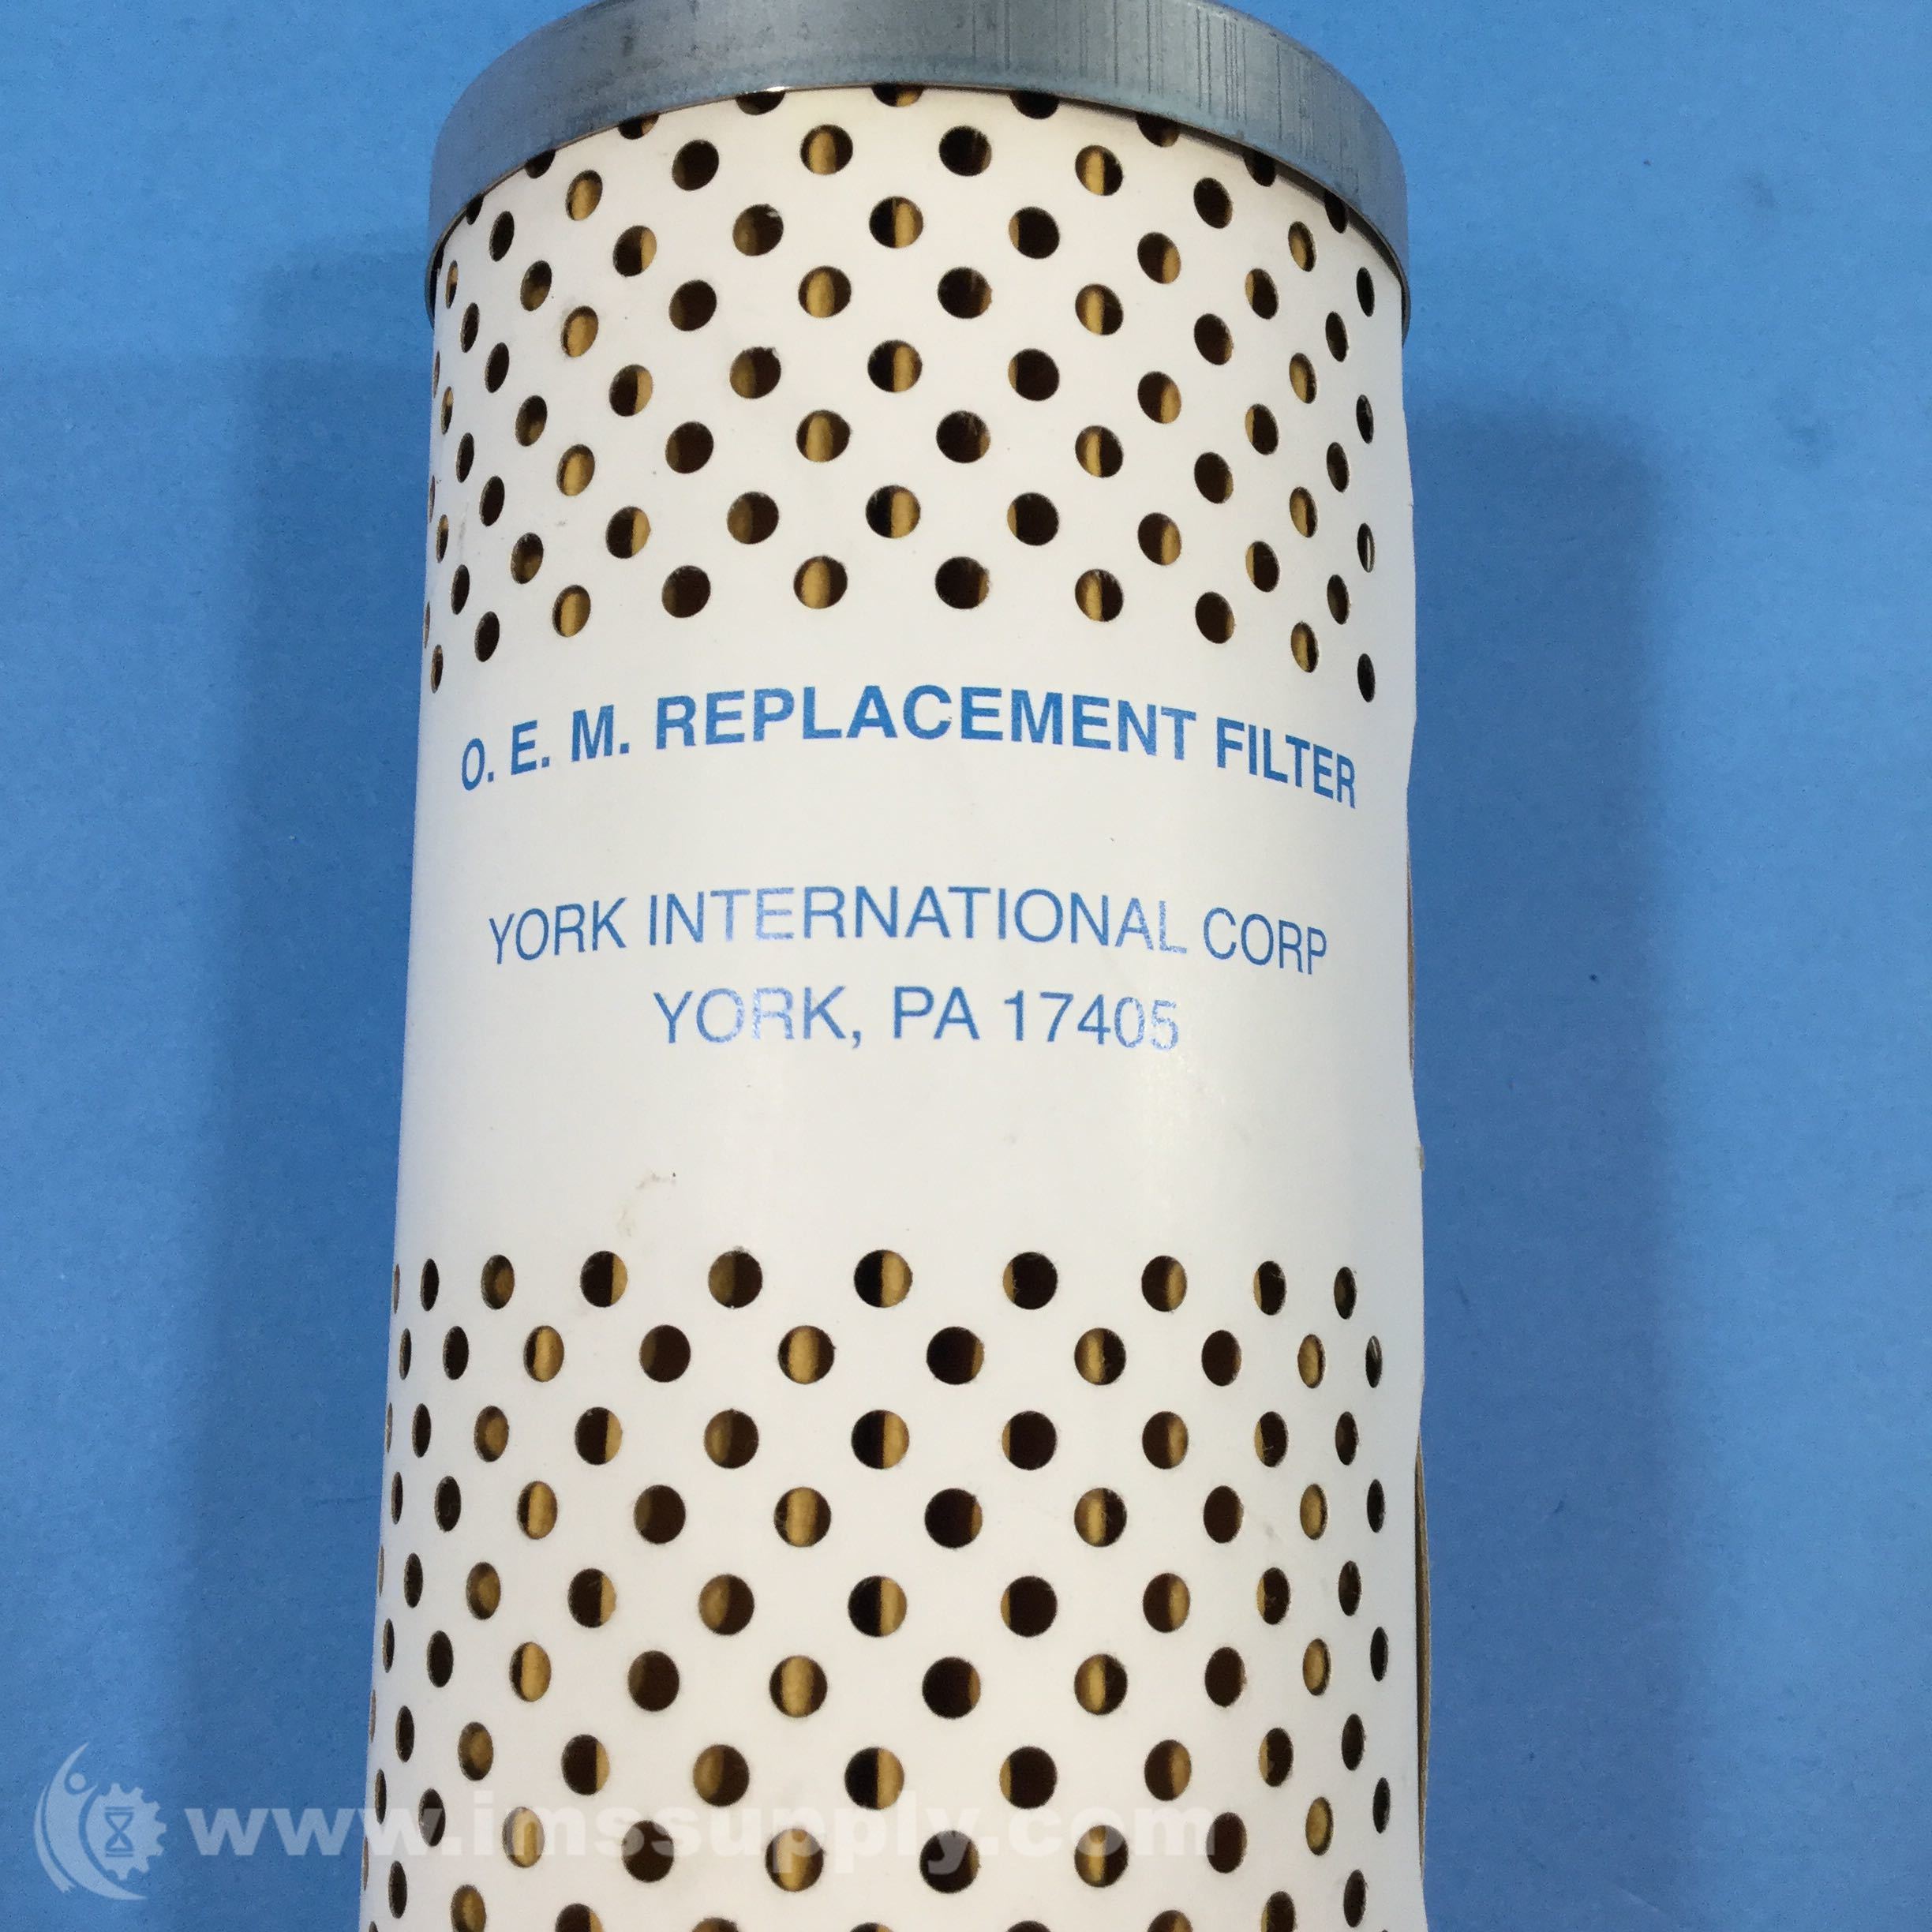 O. E. M. REPLACEMENT FILTER
YORK INTERNATIONAL CORP
YORK, PA 17405
www.imssupply.com